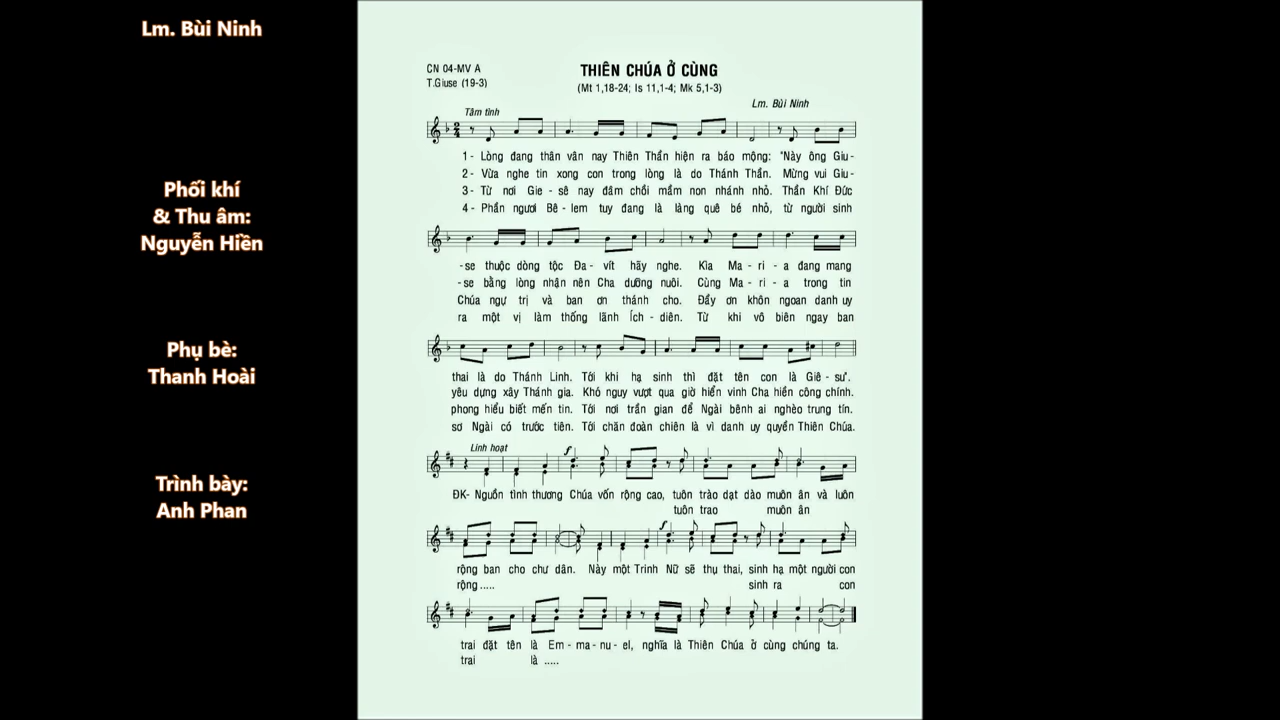 Lm. Bùi Ninh
Phối khí
& Thu âm:
Nguyễn Hiền
Phụ bè:
Thanh Hoài
Trình bày:
Anh Phan
CN 04-MV A
T.Giuse (19-3)
THIÊN CHÚA Ở CÙNG
(Mt 1,18-24; Is 11,1-4; Mk 5,1-3)
Lm. Bùi Ninh
Tâm tình
1- Lòng đang thân vân nay Thiên Thần hiện ra báo mộng: "Này ông Giu-
2- Vừa nghe tin xong con trong lòng là do Thánh Thần. Mừng vui Giu-
3- Từ nơi Gie - sê nay đâm chồi mầm non nhánh nhỏ. Thần Khí Đức
4- Phần ngươi Bê - lem tuy đang là làng quê bé nhỏ, từ người sinh
-se thuộc dòng tộc Đa - vít hãy nghe. Kìa Ma - ri - a đang mang
-se bằng lòng nhận nên Cha dưỡng nuôi. Cùng Ma - ri - a trong tin
Chúa ngự trị và ban ơn thánh cho. Đầy ơn khôn ngoan danh uy
ra một vị làm thống lãnh Ích - diên. Từ khi vô biên ngay ban
thai là do Thánh Linh. Tới khi hạ sinh thì đặt tên con là Giê - su".
yêu dựng xây Thánh gia. Khó nguy vượt qua giờ hiển vinh Cha hiền công chính.
phong hiểu biết mến tin. Tới nơi trần gian để Ngài bênh ai nghèo trung tín.
sơ Ngài có trước tiên. Tới chăn đoàn chiên là vì danh uy quyền Thiên Chúa.
Linh hoạt
f
ĐK- Nguồn tình thương Chúa vốn rộng cao, tuôn trào dạt dào muôn ân và luôn
tuôn trao muôn ân
f
rộng ban cho chư dân. Này một Trinh Nữ sẽ thụ thai, sinh hạ một người con
rộng..... sinh ra con
trai đặt tên là Em - ma - nu - el, nghĩa là Thiên Chúa ở cùng chúng ta.
trai là .....